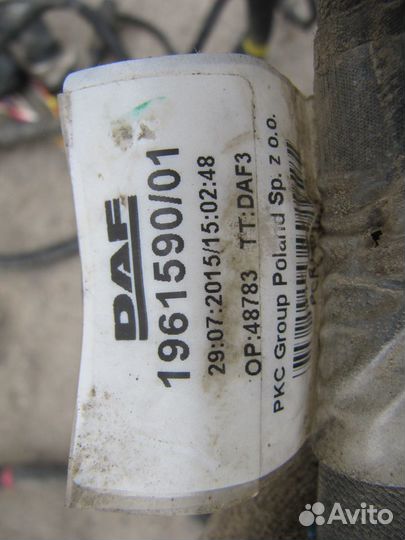 DAF
1961590/01
29:07:2015/15:02:48
OP:48783 TT:DAF3
PKC Group Poland Sp. z o.o.
Avito